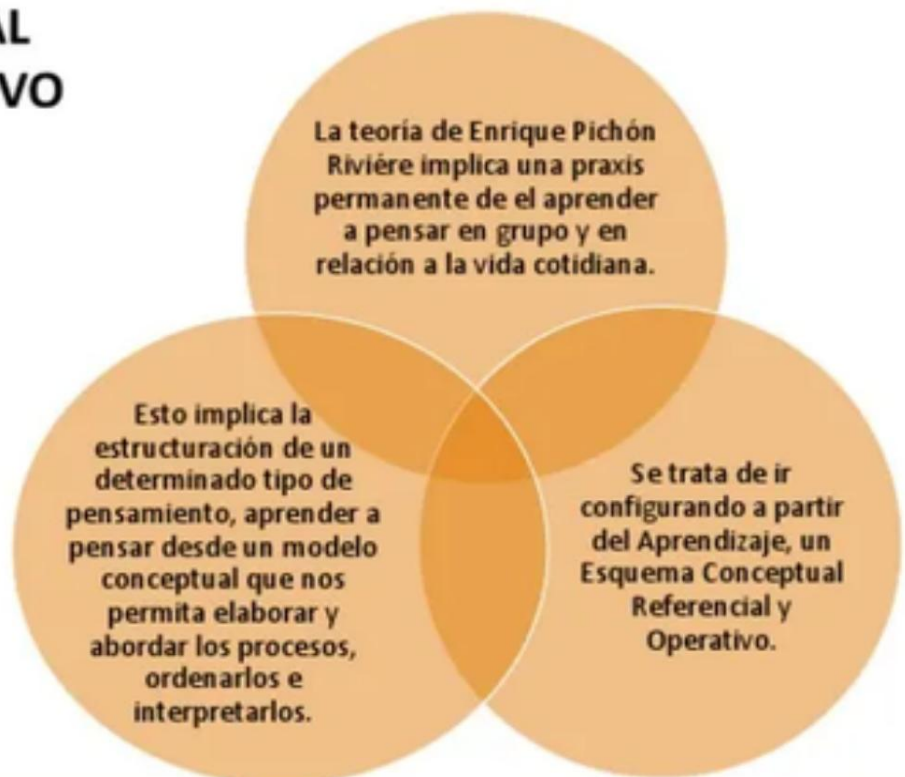 AL
VO
La teoría de Enrique Pichón
Riviére implica una praxis
permanente de el aprender
a pensar en grupo y en
relación a la vida cotidiana.
Esto implica la
estructuración de un
determinado tipo de
pensamiento, aprender a
pensar desde un modelo
conceptual que nos
permita elaborar y
abordar los procesos,
ordenarlos e
interpretarlos.
Se trata de ir
configurando a partir
del Aprendizaje, un
Esquema Conceptual
Referencial y
Operativo.